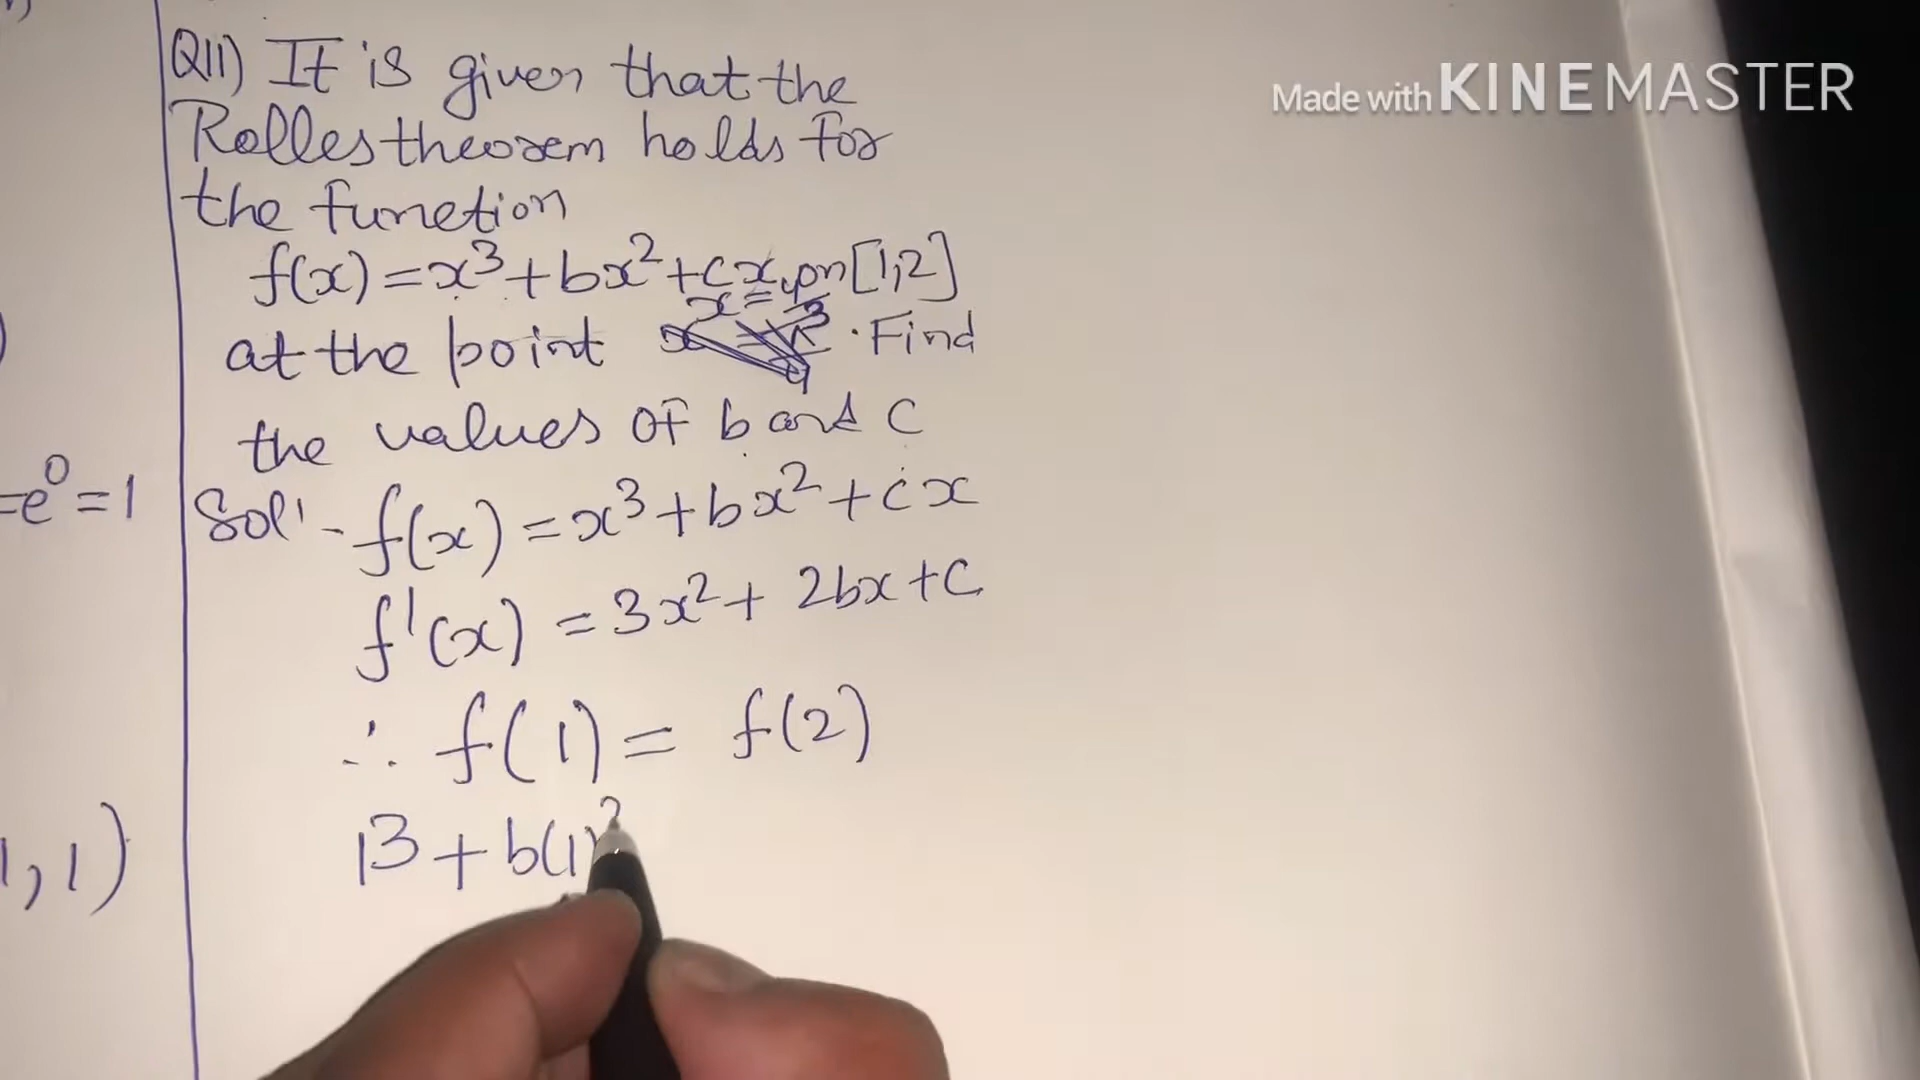 Made with KINEMASTER
Q11) It is given that the
Rolles theorem holds for
the function
f(x) = x³ + bx² + cx, on [1,2]
at the point x = . Find
the values of b and c
=e⁰ = 1
Sol' - f(x) = x³ + bx² + cx
f'(x) = 3x² + 2bx + c
∴ f(1) = f(2)
1³ + b(1)²
1, 1)